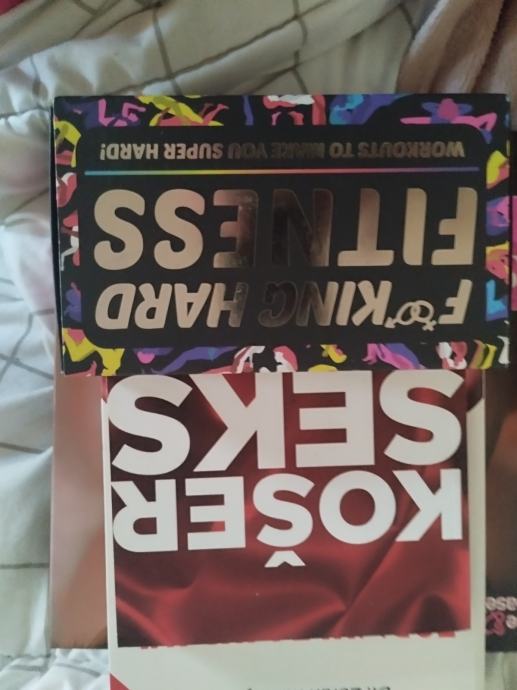 F*KING HARD
FITNESS
WORKOUTS TO MAKE YOU SUPER HARD!
KOŠER
SEKS